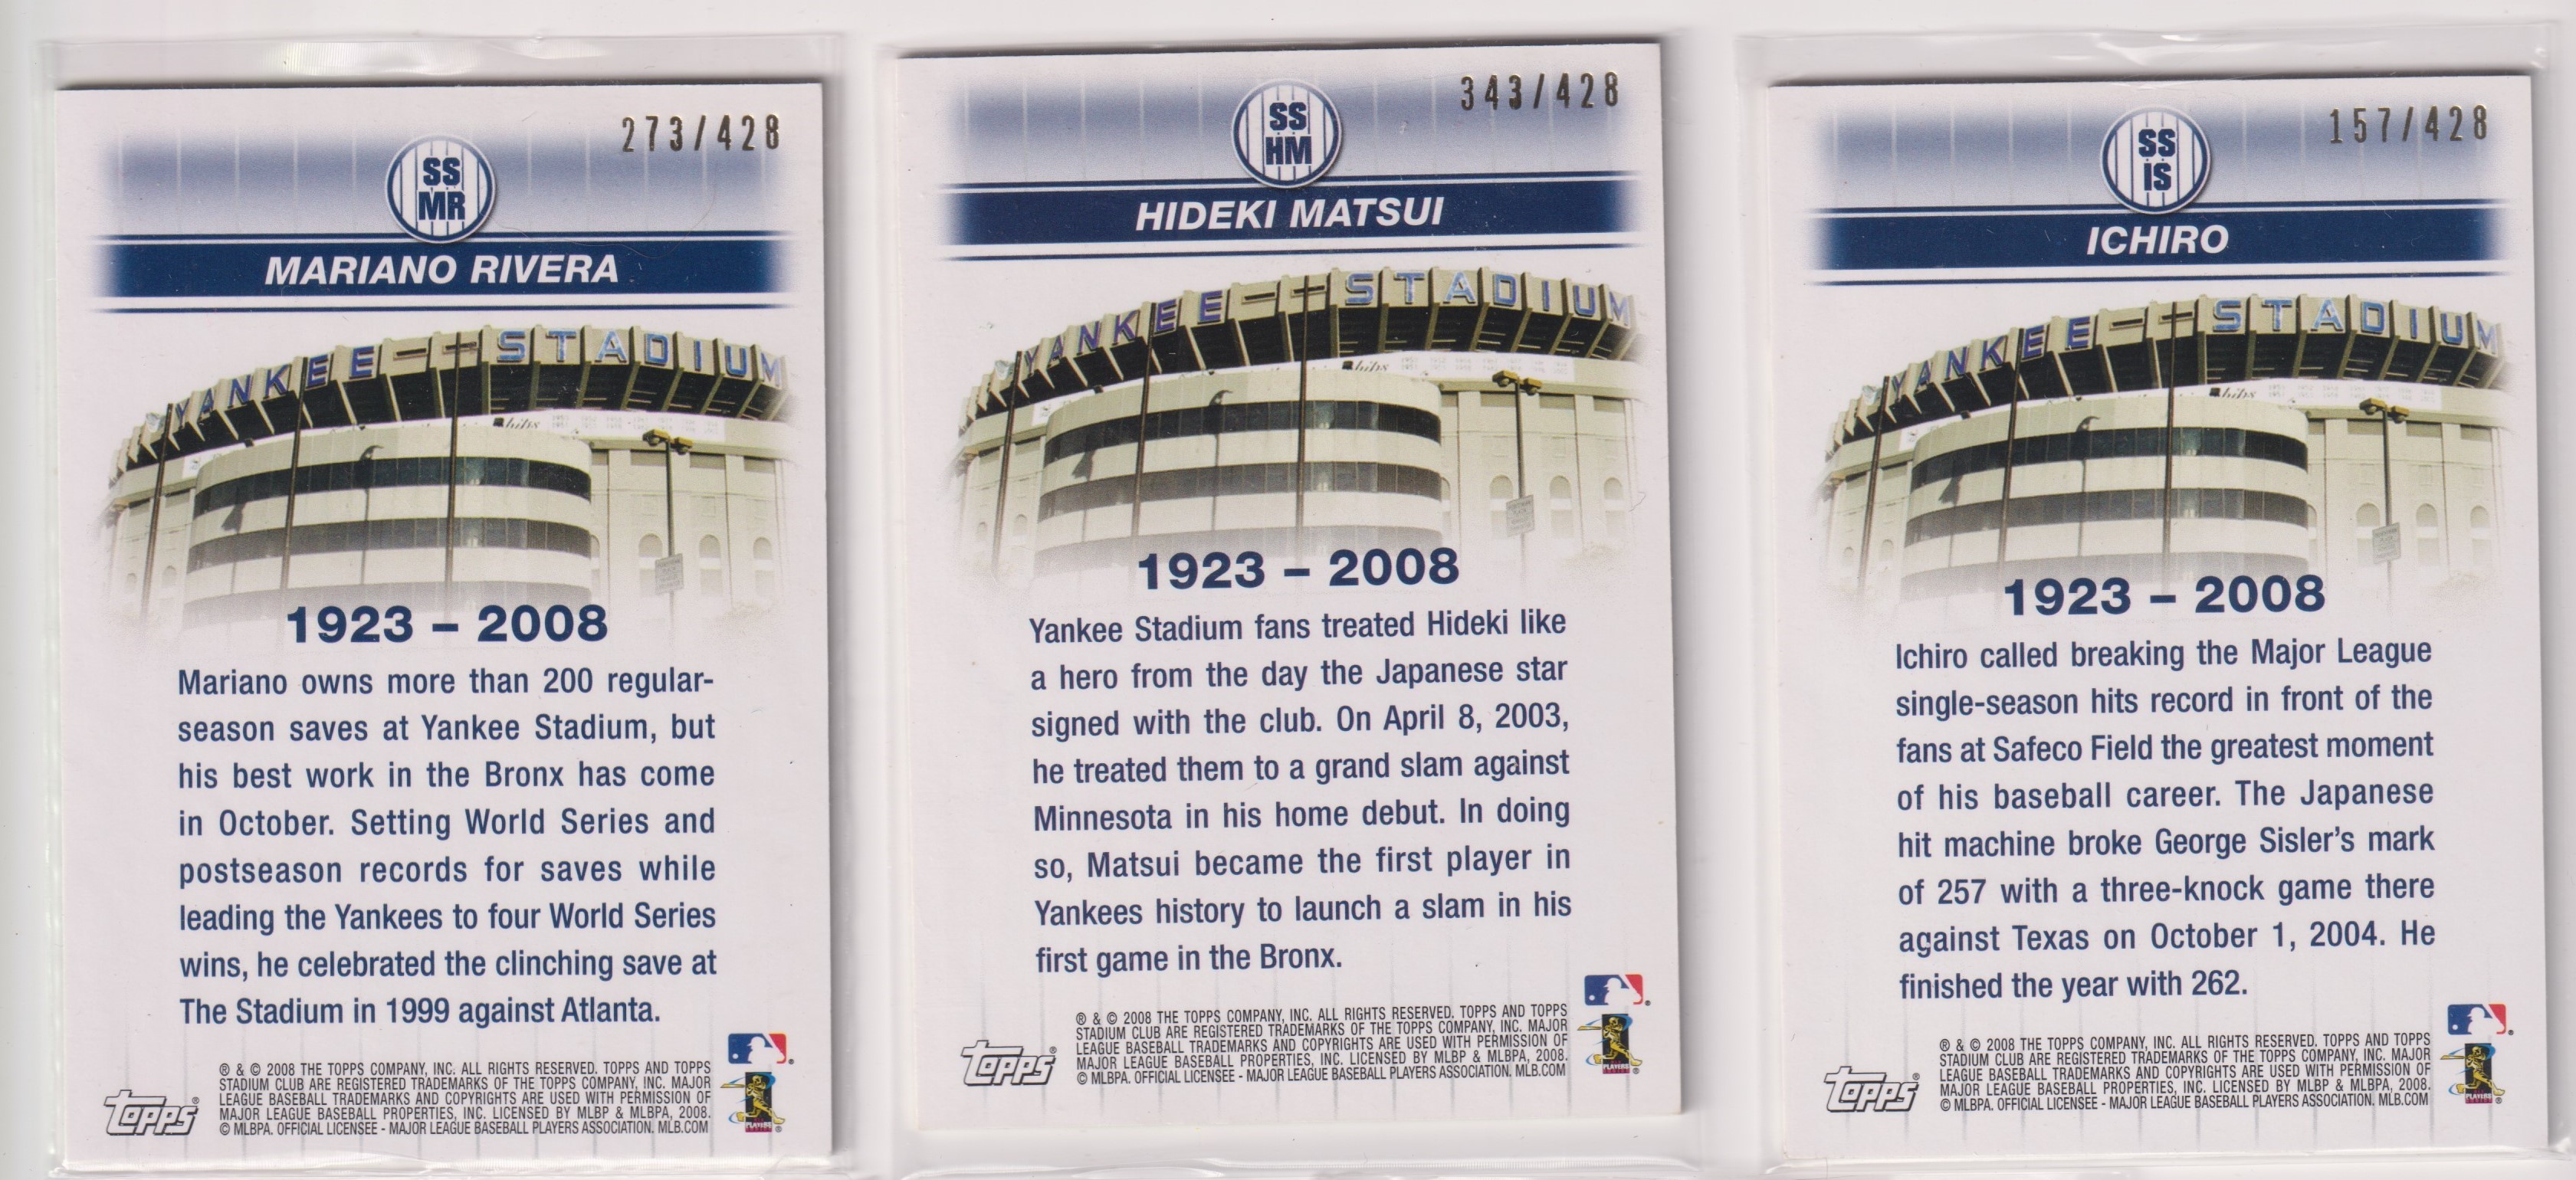 273/428
SS
MR
MARIANO RIVERA
YANKEE STADIUM
1923 – 2008
Mariano owns more than 200 regular-
season saves at Yankee Stadium, but
his best work in the Bronx has come
in October. Setting World Series and
postseason records for saves while
leading the Yankees to four World Series
wins, he celebrated the clinching save at
The Stadium in 1999 against Atlanta.
® & © 2008 THE TOPPS COMPANY, INC. ALL RIGHTS RESERVED. TOPPS AND TOPPS
STADIUM CLUB ARE REGISTERED TRADEMARKS OF THE TOPPS COMPANY, INC. MAJOR
LEAGUE BASEBALL TRADEMARKS AND COPYRIGHTS ARE USED WITH PERMISSION OF
MAJOR LEAGUE BASEBALL PROPERTIES, INC. LICENSED BY MLBP & MLBPA, 2008.
© MLBPA. OFFICIAL LICENSEE - MAJOR LEAGUE BASEBALL PLAYERS ASSOCIATION. MLB.COM
Topps®
PLAYERS
343/428
SS
HM
HIDEKI MATSUI
YANKEE STADIUM
1923 – 2008
Yankee Stadium fans treated Hideki like
a hero from the day the Japanese star
signed with the club. On April 8, 2003,
he treated them to a grand slam against
Minnesota in his home debut. In doing
so, Matsui became the first player in
Yankees history to launch a slam in his
first game in the Bronx.
® & © 2008 THE TOPPS COMPANY, INC. ALL RIGHTS RESERVED. TOPPS AND TOPPS
STADIUM CLUB ARE REGISTERED TRADEMARKS OF THE TOPPS COMPANY, INC. MAJOR
LEAGUE BASEBALL TRADEMARKS AND COPYRIGHTS ARE USED WITH PERMISSION OF
MAJOR LEAGUE BASEBALL PROPERTIES, INC. LICENSED BY MLBP & MLBPA, 2008.
© MLBPA. OFFICIAL LICENSEE - MAJOR LEAGUE BASEBALL PLAYERS ASSOCIATION. MLB.COM
Topps®
PLAYERS
157/428
SS
IS
ICHIRO
YANKEE STADIUM
1923 – 2008
Ichiro called breaking the Major League
single-season hits record in front of the
fans at Safeco Field the greatest moment
of his baseball career. The Japanese
hit machine broke George Sisler's mark
of 257 with a three-knock game there
against Texas on October 1, 2004. He
finished the year with 262.
® & © 2008 THE TOPPS COMPANY, INC. ALL RIGHTS RESERVED. TOPPS AND TOPPS
STADIUM CLUB ARE REGISTERED TRADEMARKS OF THE TOPPS COMPANY, INC. MAJOR
LEAGUE BASEBALL TRADEMARKS AND COPYRIGHTS ARE USED WITH PERMISSION OF
MAJOR LEAGUE BASEBALL PROPERTIES, INC. LICENSED BY MLBP & MLBPA, 2008.
© MLBPA. OFFICIAL LICENSEE - MAJOR LEAGUE BASEBALL PLAYERS ASSOCIATION. MLB.COM
Topps®
PLAYERS